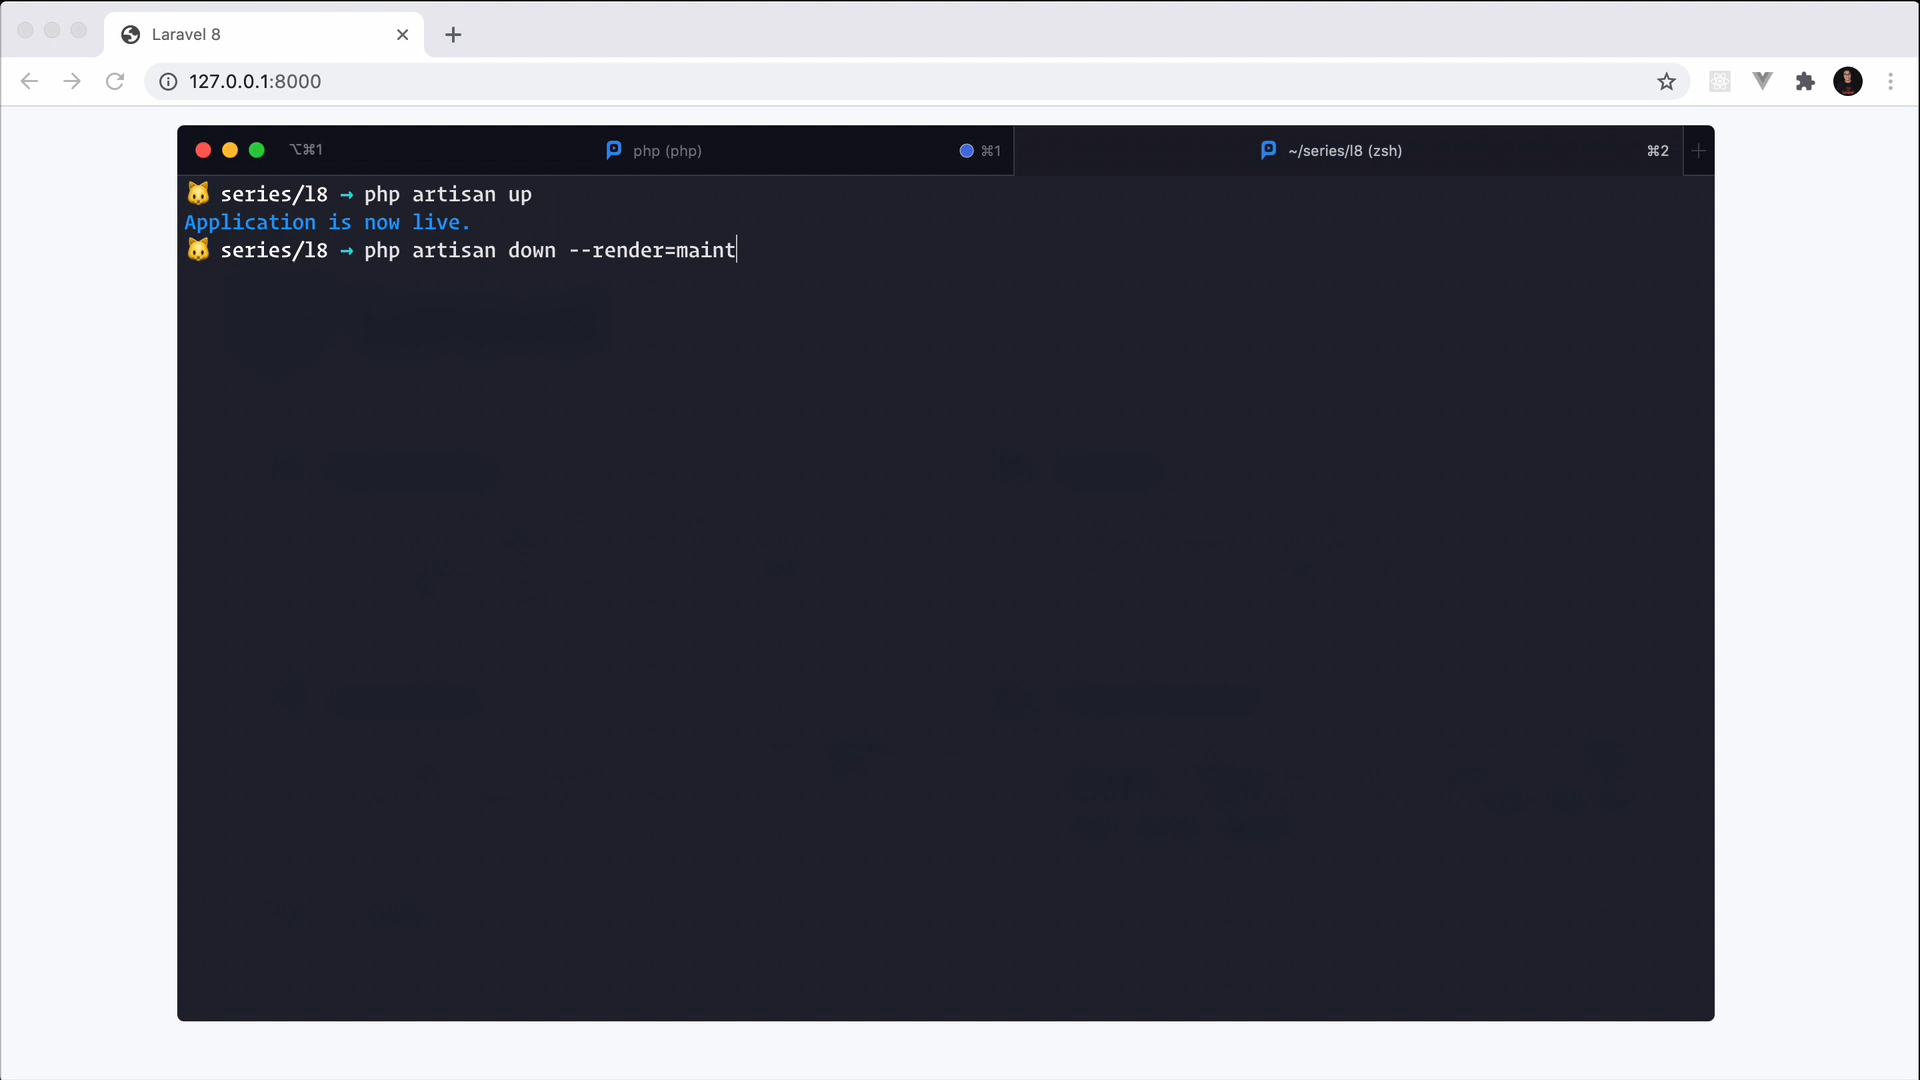 Laravel 8
127.0.0.1:8000
⌥⌘1
php (php)
⌘1
~/series/l8 (zsh)
⌘2
series/l8 → php artisan up
Application is now live.
series/l8 → php artisan down --render=maint